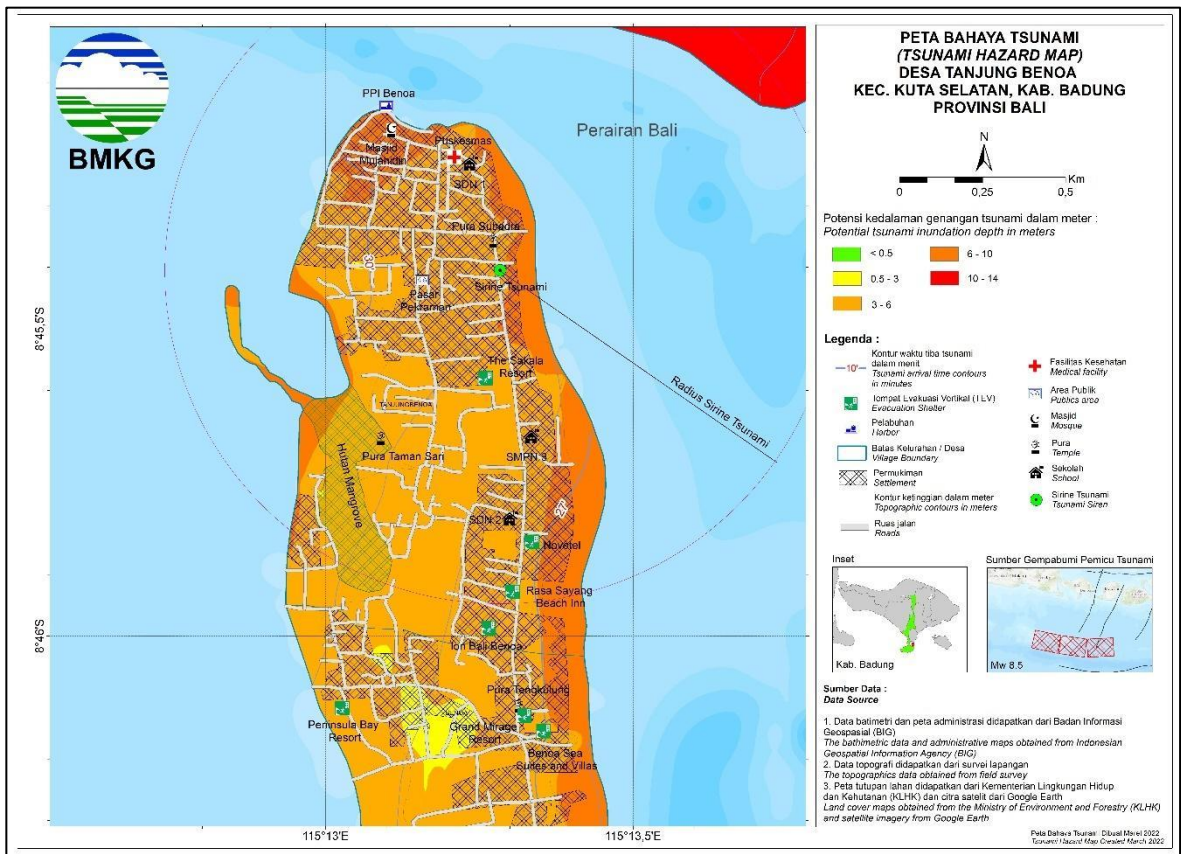 BMKG
PPI Benoa
Masjid
Mujahidin
Puskesmas
SDN 1
Perairan Bali
Pura Subadra
30'
Sirine Tsunami
Pasar
Pekraman
The Sakala
Resort
TANJUNGBENOA
Radius Sirine Tsunami
Pura Taman Sari
SMPN 3
Hutan Mangrove
27'
SDN 2
Novotel
Rasa Sayang
Beach Inn
Ion Bali Benoa
Pura Tengkulung
Peninsula Bay
Resort
Grand Mirage
Resort
Benoa Sea
Suites and Villas
8°45,5'S
8°46'S
115°13'E
115°13,5'E
PETA BAHAYA TSUNAMI
(TSUNAMI HAZARD MAP)
DESA TANJUNG BENOA
KEC. KUTA SELATAN, KAB. BADUNG
PROVINSI BALI
N
Km
0 0,25 0,5
Potensi kedalaman genangan tsunami dalam meter :
Potential tsunami inundation depth in meters
< 0.5
0.5 - 3
3 - 6
6 - 10
10 - 14
Legenda :
10'
Kontur waktu tiba tsunami
dalam menit
Tsunami arrival time contours
in minutes
Tempat Evakuasi Vertikal (TEV)
Evacuation Shelter
Pelabuhan
Harbor
Batas Kelurahan / Desa
Village Boundary
Permukiman
Settlement
Kontur ketinggian dalam meter
Topographic contours in meters
Ruas jalan
Roads
Fasilitas Kesehatan
Medical facility
Area Publik
Publics area
Masjid
Mosque
Pura
Temple
Sekolah
School
Sirine Tsunami
Tsunami Siren
Inset
Kab. Badung
Sumber Gempabumi Pemicu Tsunami
Mw 8.5
Sumber Data :
Data Source
1. Data batimetri dan peta administrasi didapatkan dari Badan Informasi
Geospasial (BIG)
The bathimetric data and administrative maps obtained from Indonesian
Geospatial Information Agency (BIG)
2. Data topografi didapatkan dari survei lapangan
The topographics data obtained from field survey
3. Peta tutupan lahan didapatkan dari Kementerian Lingkungan Hidup
dan Kehutanan (KLHK) dan citra satelit dari Google Earth
Land cover maps obtained from the Ministry of Environment and Forestry (KLHK)
and satellite imagery from Google Earth
Peta Bahaya Tsunami Dibuat Maret 2022
Tsunami Hazard Map Created March 2022